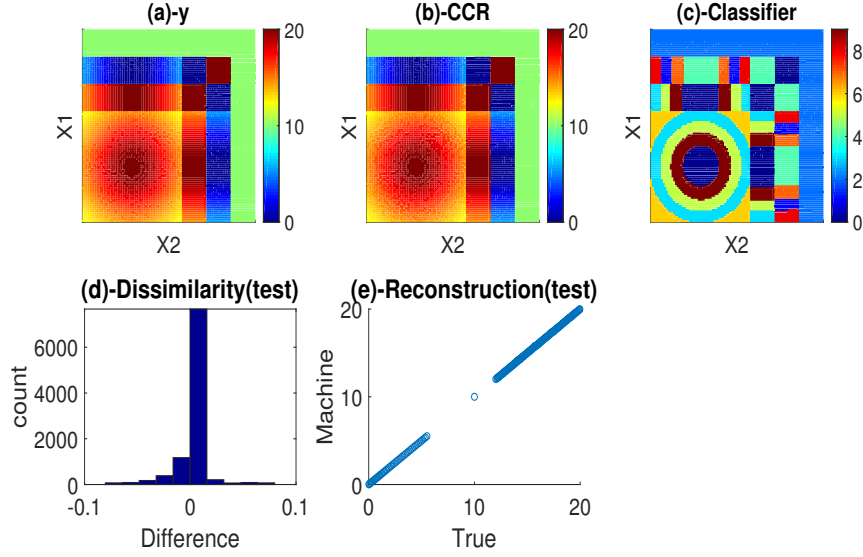 (a)-y
(b)-CCR
(c)-Classifier
20
10
0
20
10
0
8
6
4
2
0
X1
X1
X1
X2
X2
X2
(d)-Dissimilarity(test)
(e)-Reconstruction(test)
6000
4000
2000
0
count
-0.1
0
0.1
Difference
20
10
0
Machine
0
10
20
True